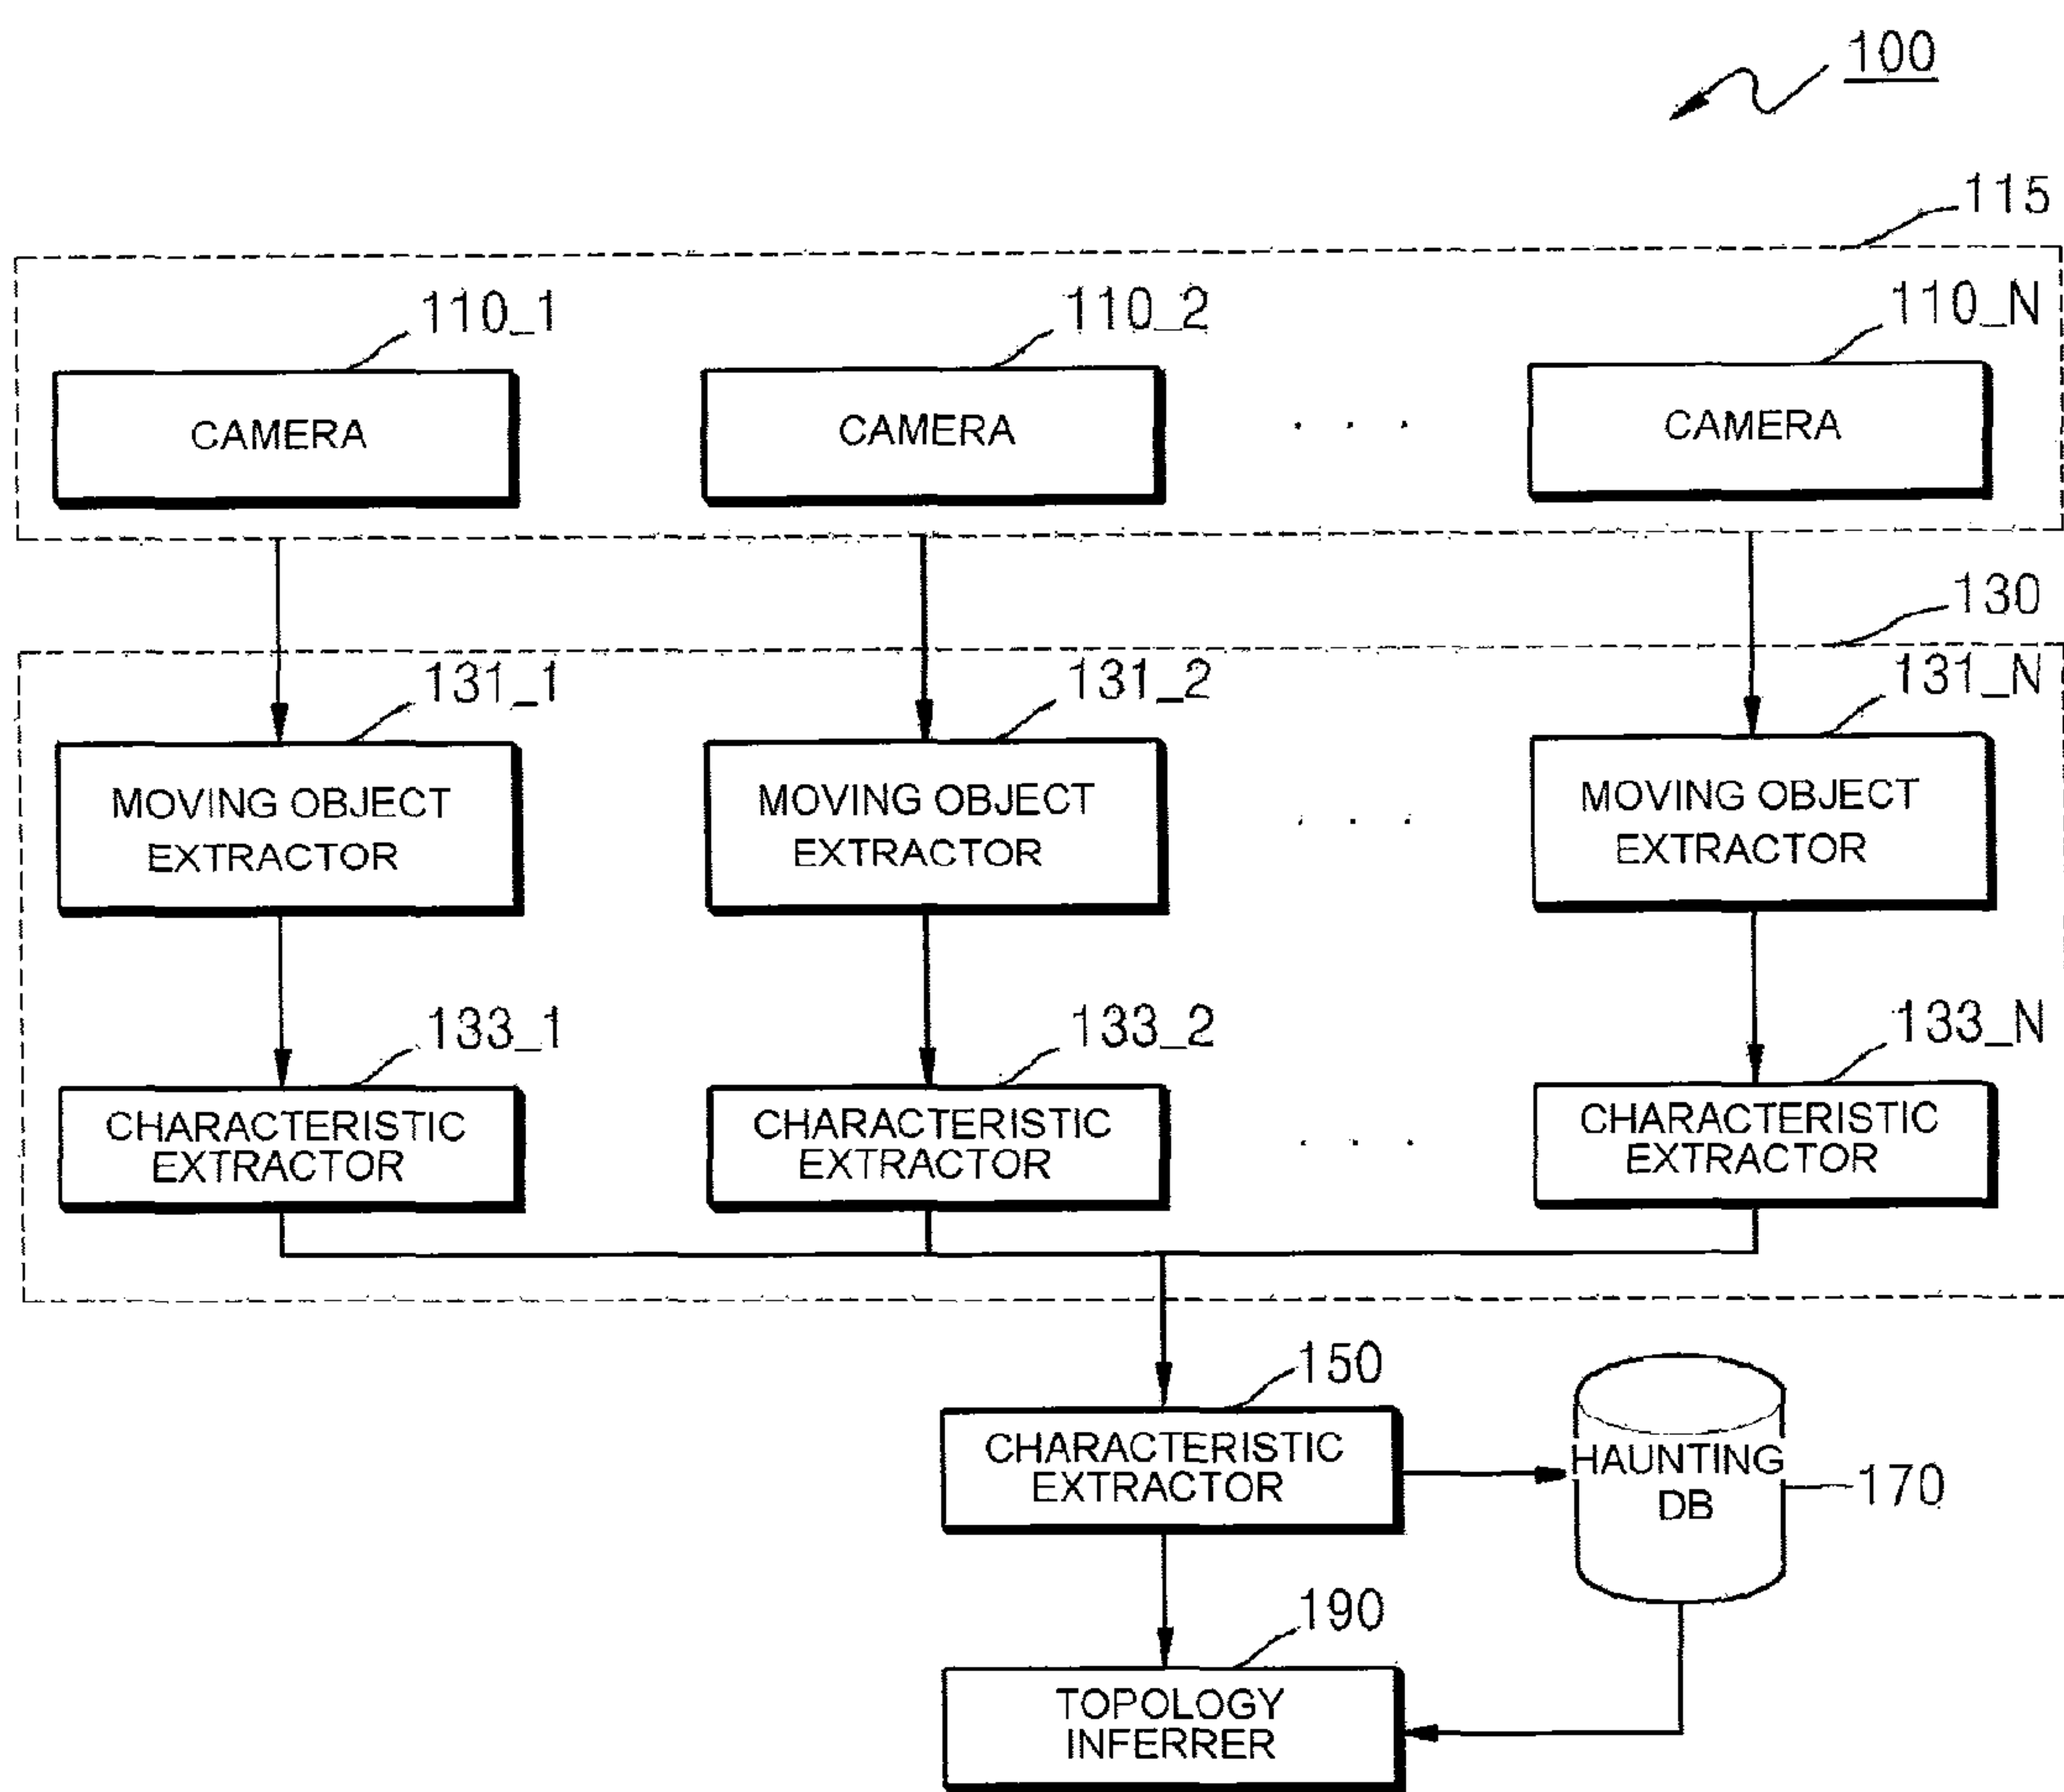 100
115
110_1
110_2
110_N
CAMERA
CAMERA
. . .
CAMERA
130
131_1
131_2
131_N
MOVING OBJECT
EXTRACTOR
MOVING OBJECT
EXTRACTOR
. . .
MOVING OBJECT
EXTRACTOR
133_1
133_2
133_N
CHARACTERISTIC
EXTRACTOR
CHARACTERISTIC
EXTRACTOR
. . .
CHARACTERISTIC
EXTRACTOR
150
CHARACTERISTIC
EXTRACTOR
HAUNTING
DB
170
190
TOPOLOGY
INFERRER